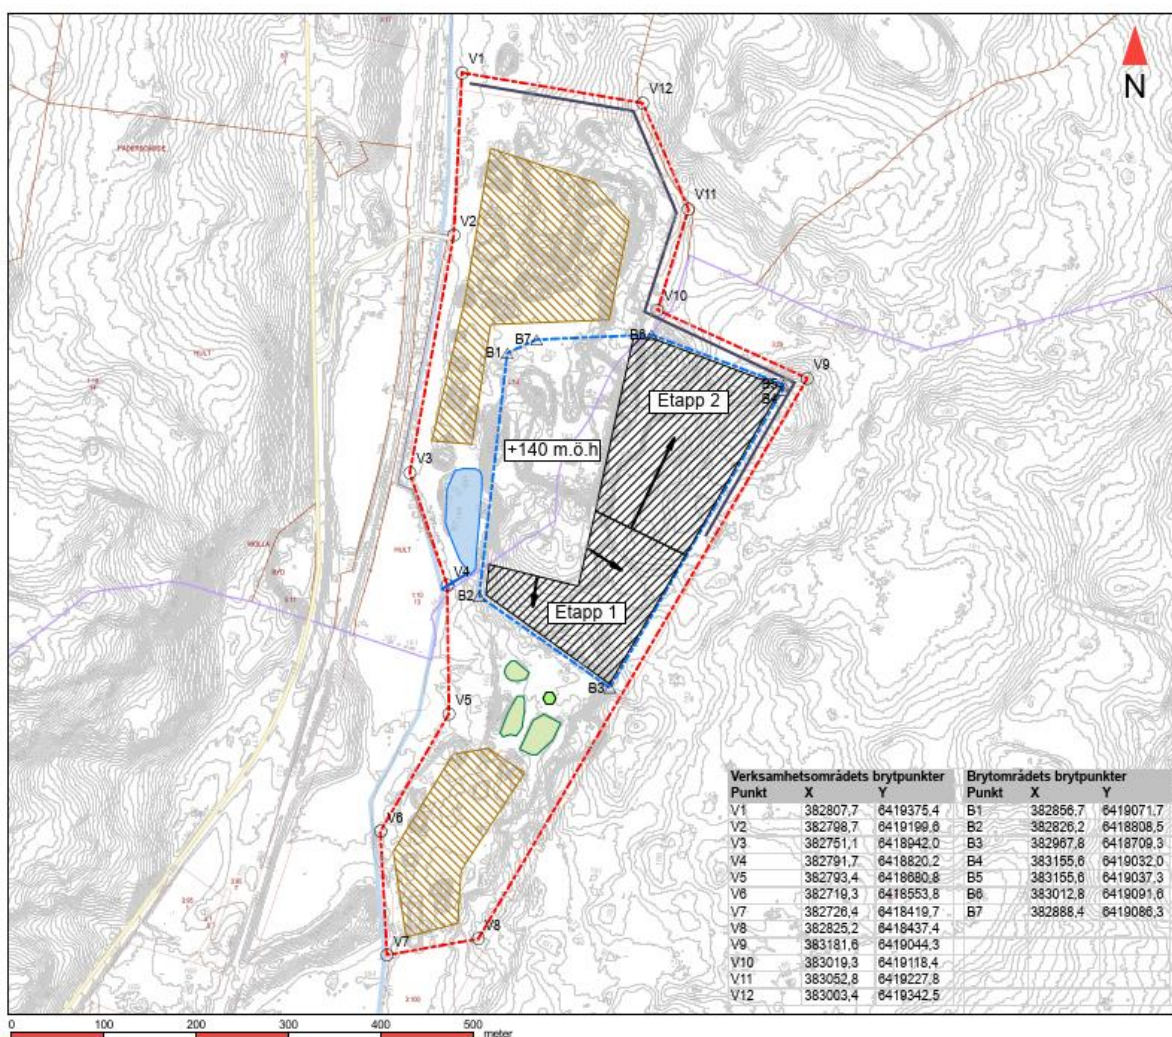 V1
V12
N
V11
V2
V10
B6
B7
B1
V9
B5
B4
Etapp 2
+140 m.ö.h
V3
HULT
HULT
V4
B2
Etapp 1
B3
V5
V6
V7
V8
3:100
Verksamhetsområdets brytpunkter Brytområdets brytpunkter
Punkt X Y Punkt X Y
V1 382807,7 6419375,4 B1 382856,7 6419071,7
V2 382798,7 6419199,6 B2 382826,2 6418808,5
V3 382751,1 6418942,0 B3 382967,8 6418709,3
V4 382791,7 6418820,2 B4 383155,6 6419032,0
V5 382793,4 6418680,8 B5 383155,6 6419037,3
V6 382719,3 6418553,8 B6 383012,8 6419091,6
V7 382726,4 6418419,7 B7 382888,4 6419086,3
V8 382825,2 6418437,4
V9 383181,6 6419044,3
V10 383019,3 6419118,4
V11 383052,8 6419227,8
V12 383003,4 6419342,5
0 100 200 300 400 500
meter